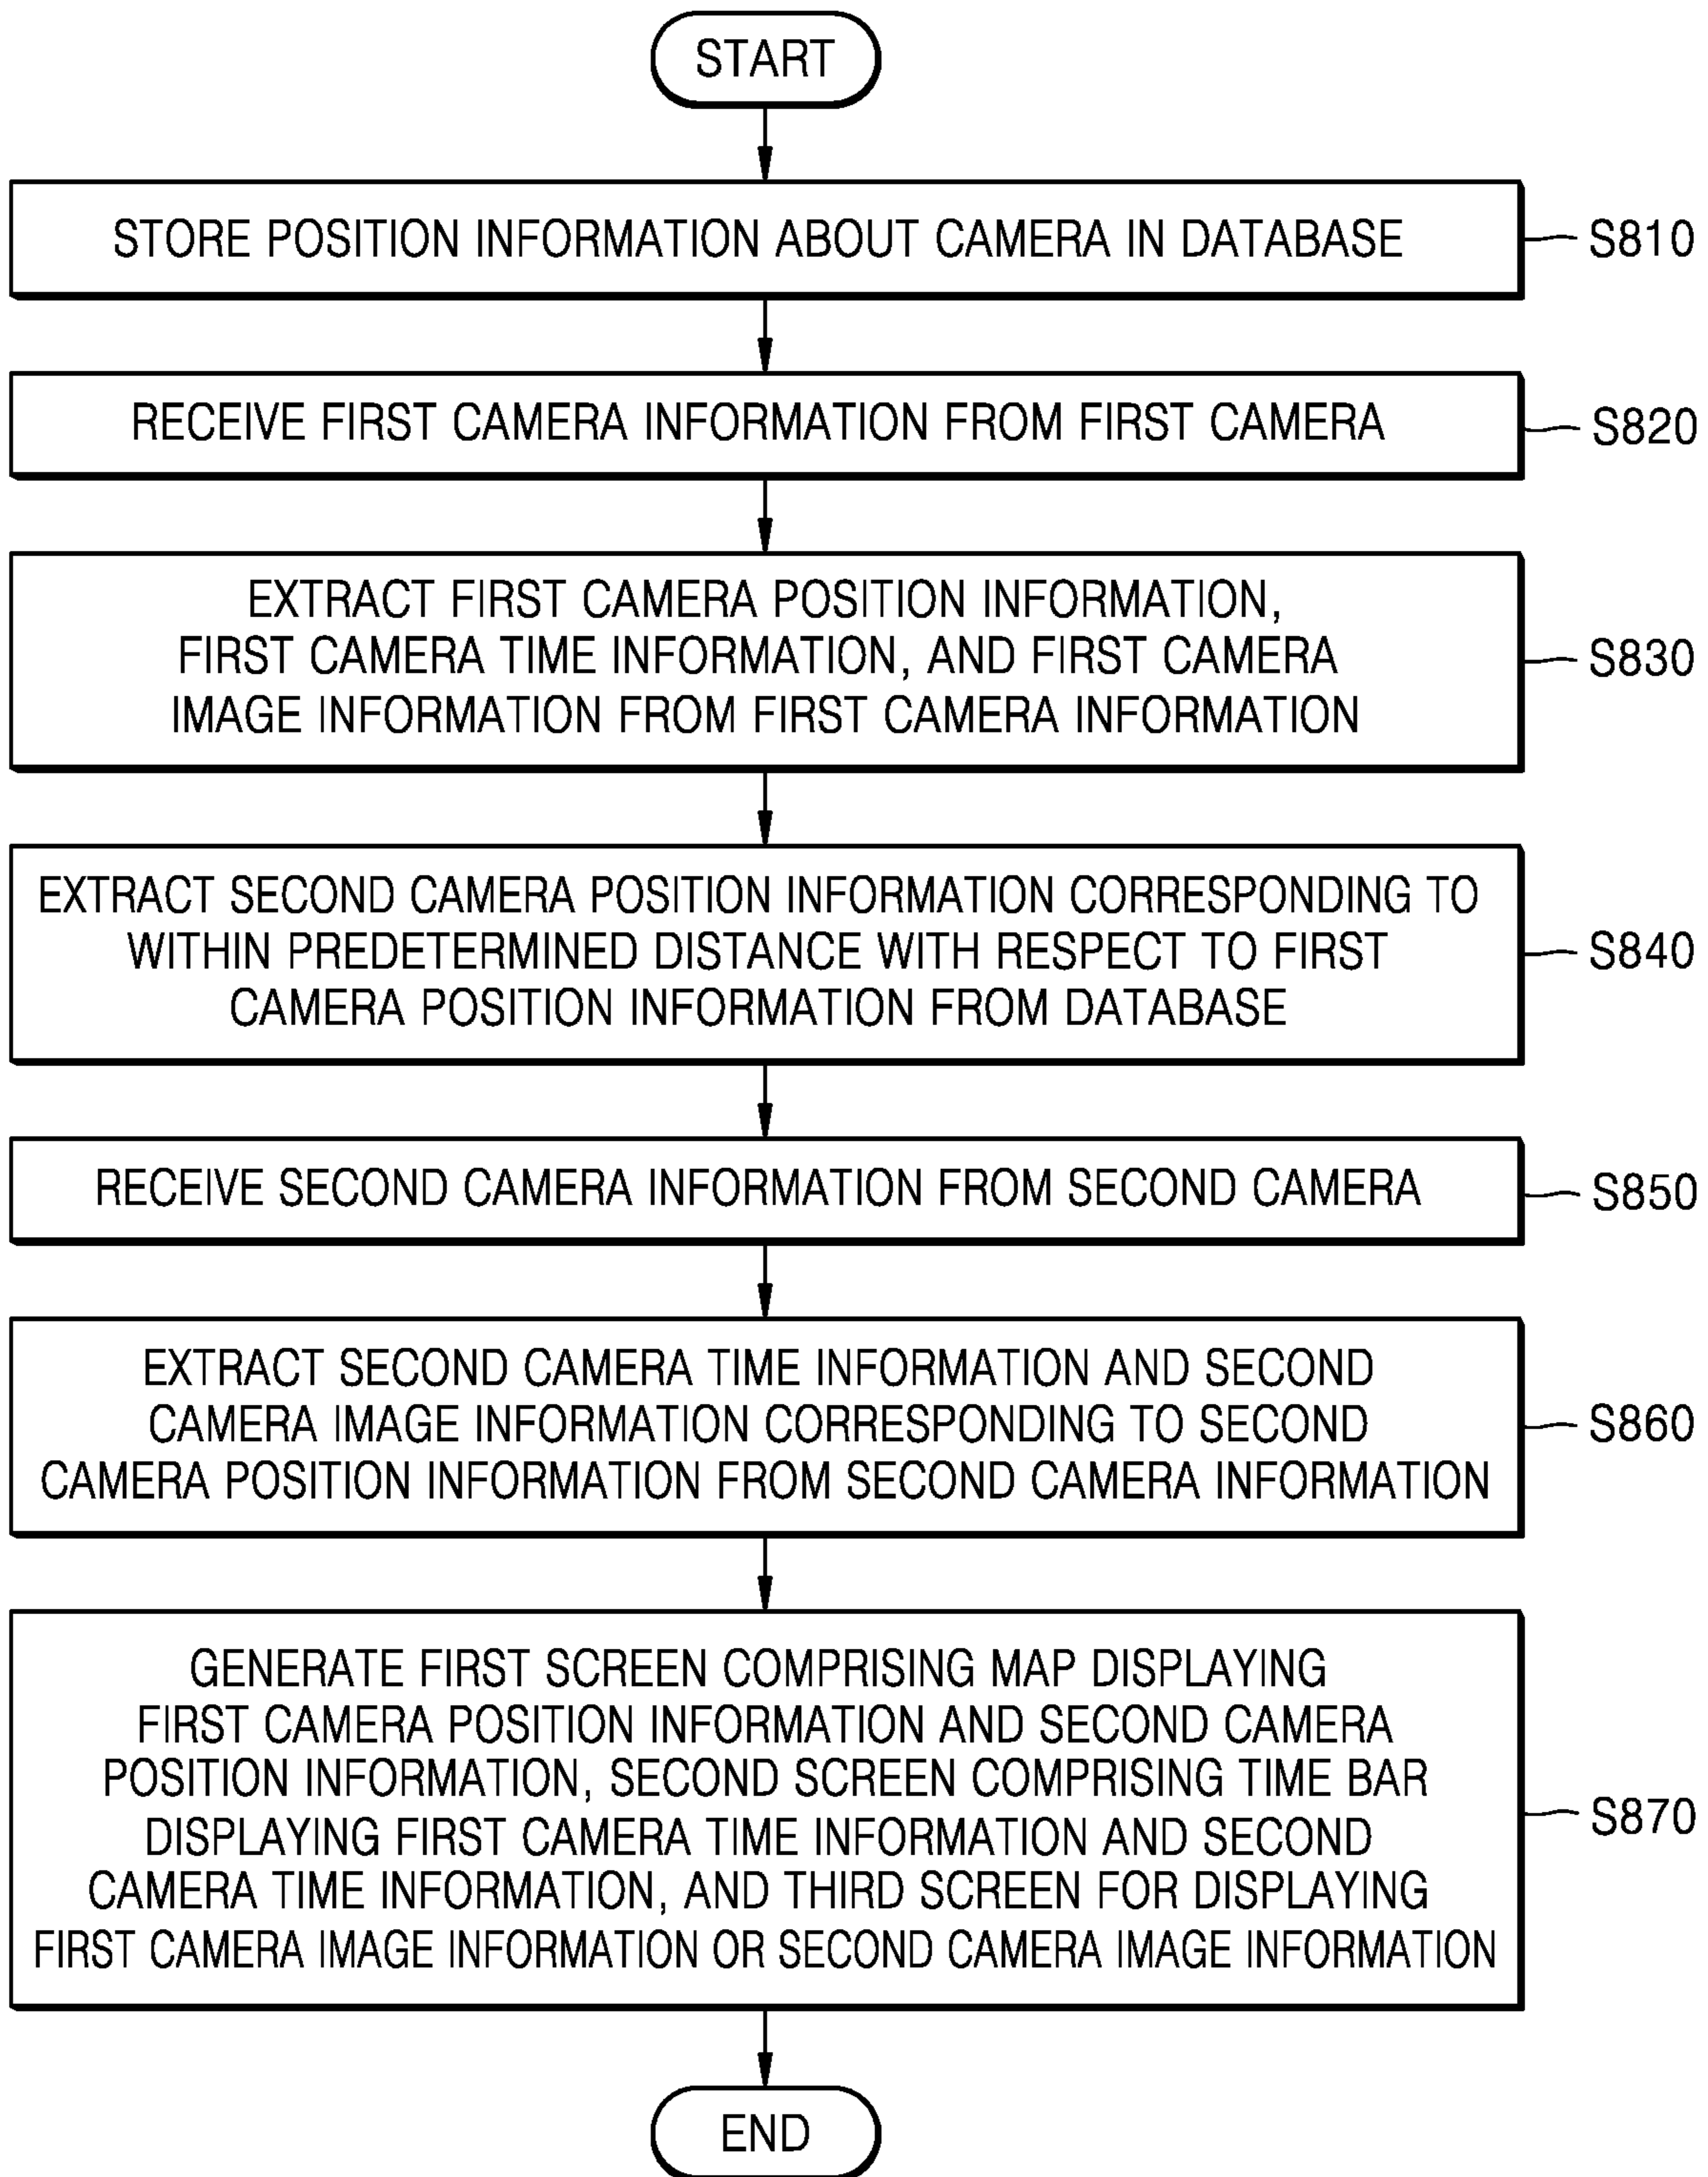 START
STORE POSITION INFORMATION ABOUT CAMERA IN DATABASE
S810
RECEIVE FIRST CAMERA INFORMATION FROM FIRST CAMERA
S820
EXTRACT FIRST CAMERA POSITION INFORMATION,
FIRST CAMERA TIME INFORMATION, AND FIRST CAMERA
IMAGE INFORMATION FROM FIRST CAMERA INFORMATION
S830
EXTRACT SECOND CAMERA POSITION INFORMATION CORRESPONDING TO
WITHIN PREDETERMINED DISTANCE WITH RESPECT TO FIRST
CAMERA POSITION INFORMATION FROM DATABASE
S840
RECEIVE SECOND CAMERA INFORMATION FROM SECOND CAMERA
S850
EXTRACT SECOND CAMERA TIME INFORMATION AND SECOND
CAMERA IMAGE INFORMATION CORRESPONDING TO SECOND
CAMERA POSITION INFORMATION FROM SECOND CAMERA INFORMATION
S860
GENERATE FIRST SCREEN COMPRISING MAP DISPLAYING
FIRST CAMERA POSITION INFORMATION AND SECOND CAMERA
POSITION INFORMATION, SECOND SCREEN COMPRISING TIME BAR
DISPLAYING FIRST CAMERA TIME INFORMATION AND SECOND
CAMERA TIME INFORMATION, AND THIRD SCREEN FOR DISPLAYING
FIRST CAMERA IMAGE INFORMATION OR SECOND CAMERA IMAGE INFORMATION
S870
END